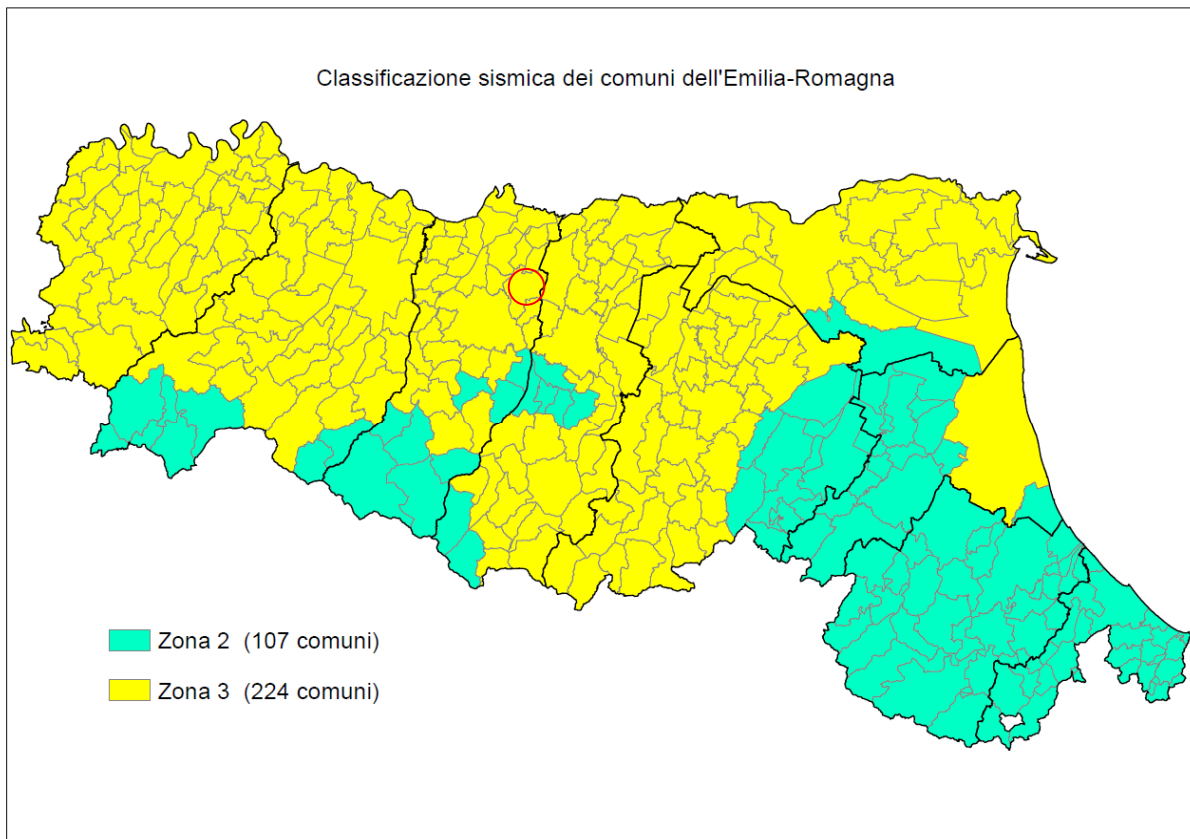 Classificazione sismica dei comuni dell'Emilia-Romagna
Zona 2 (107 comuni)
Zona 3 (224 comuni)